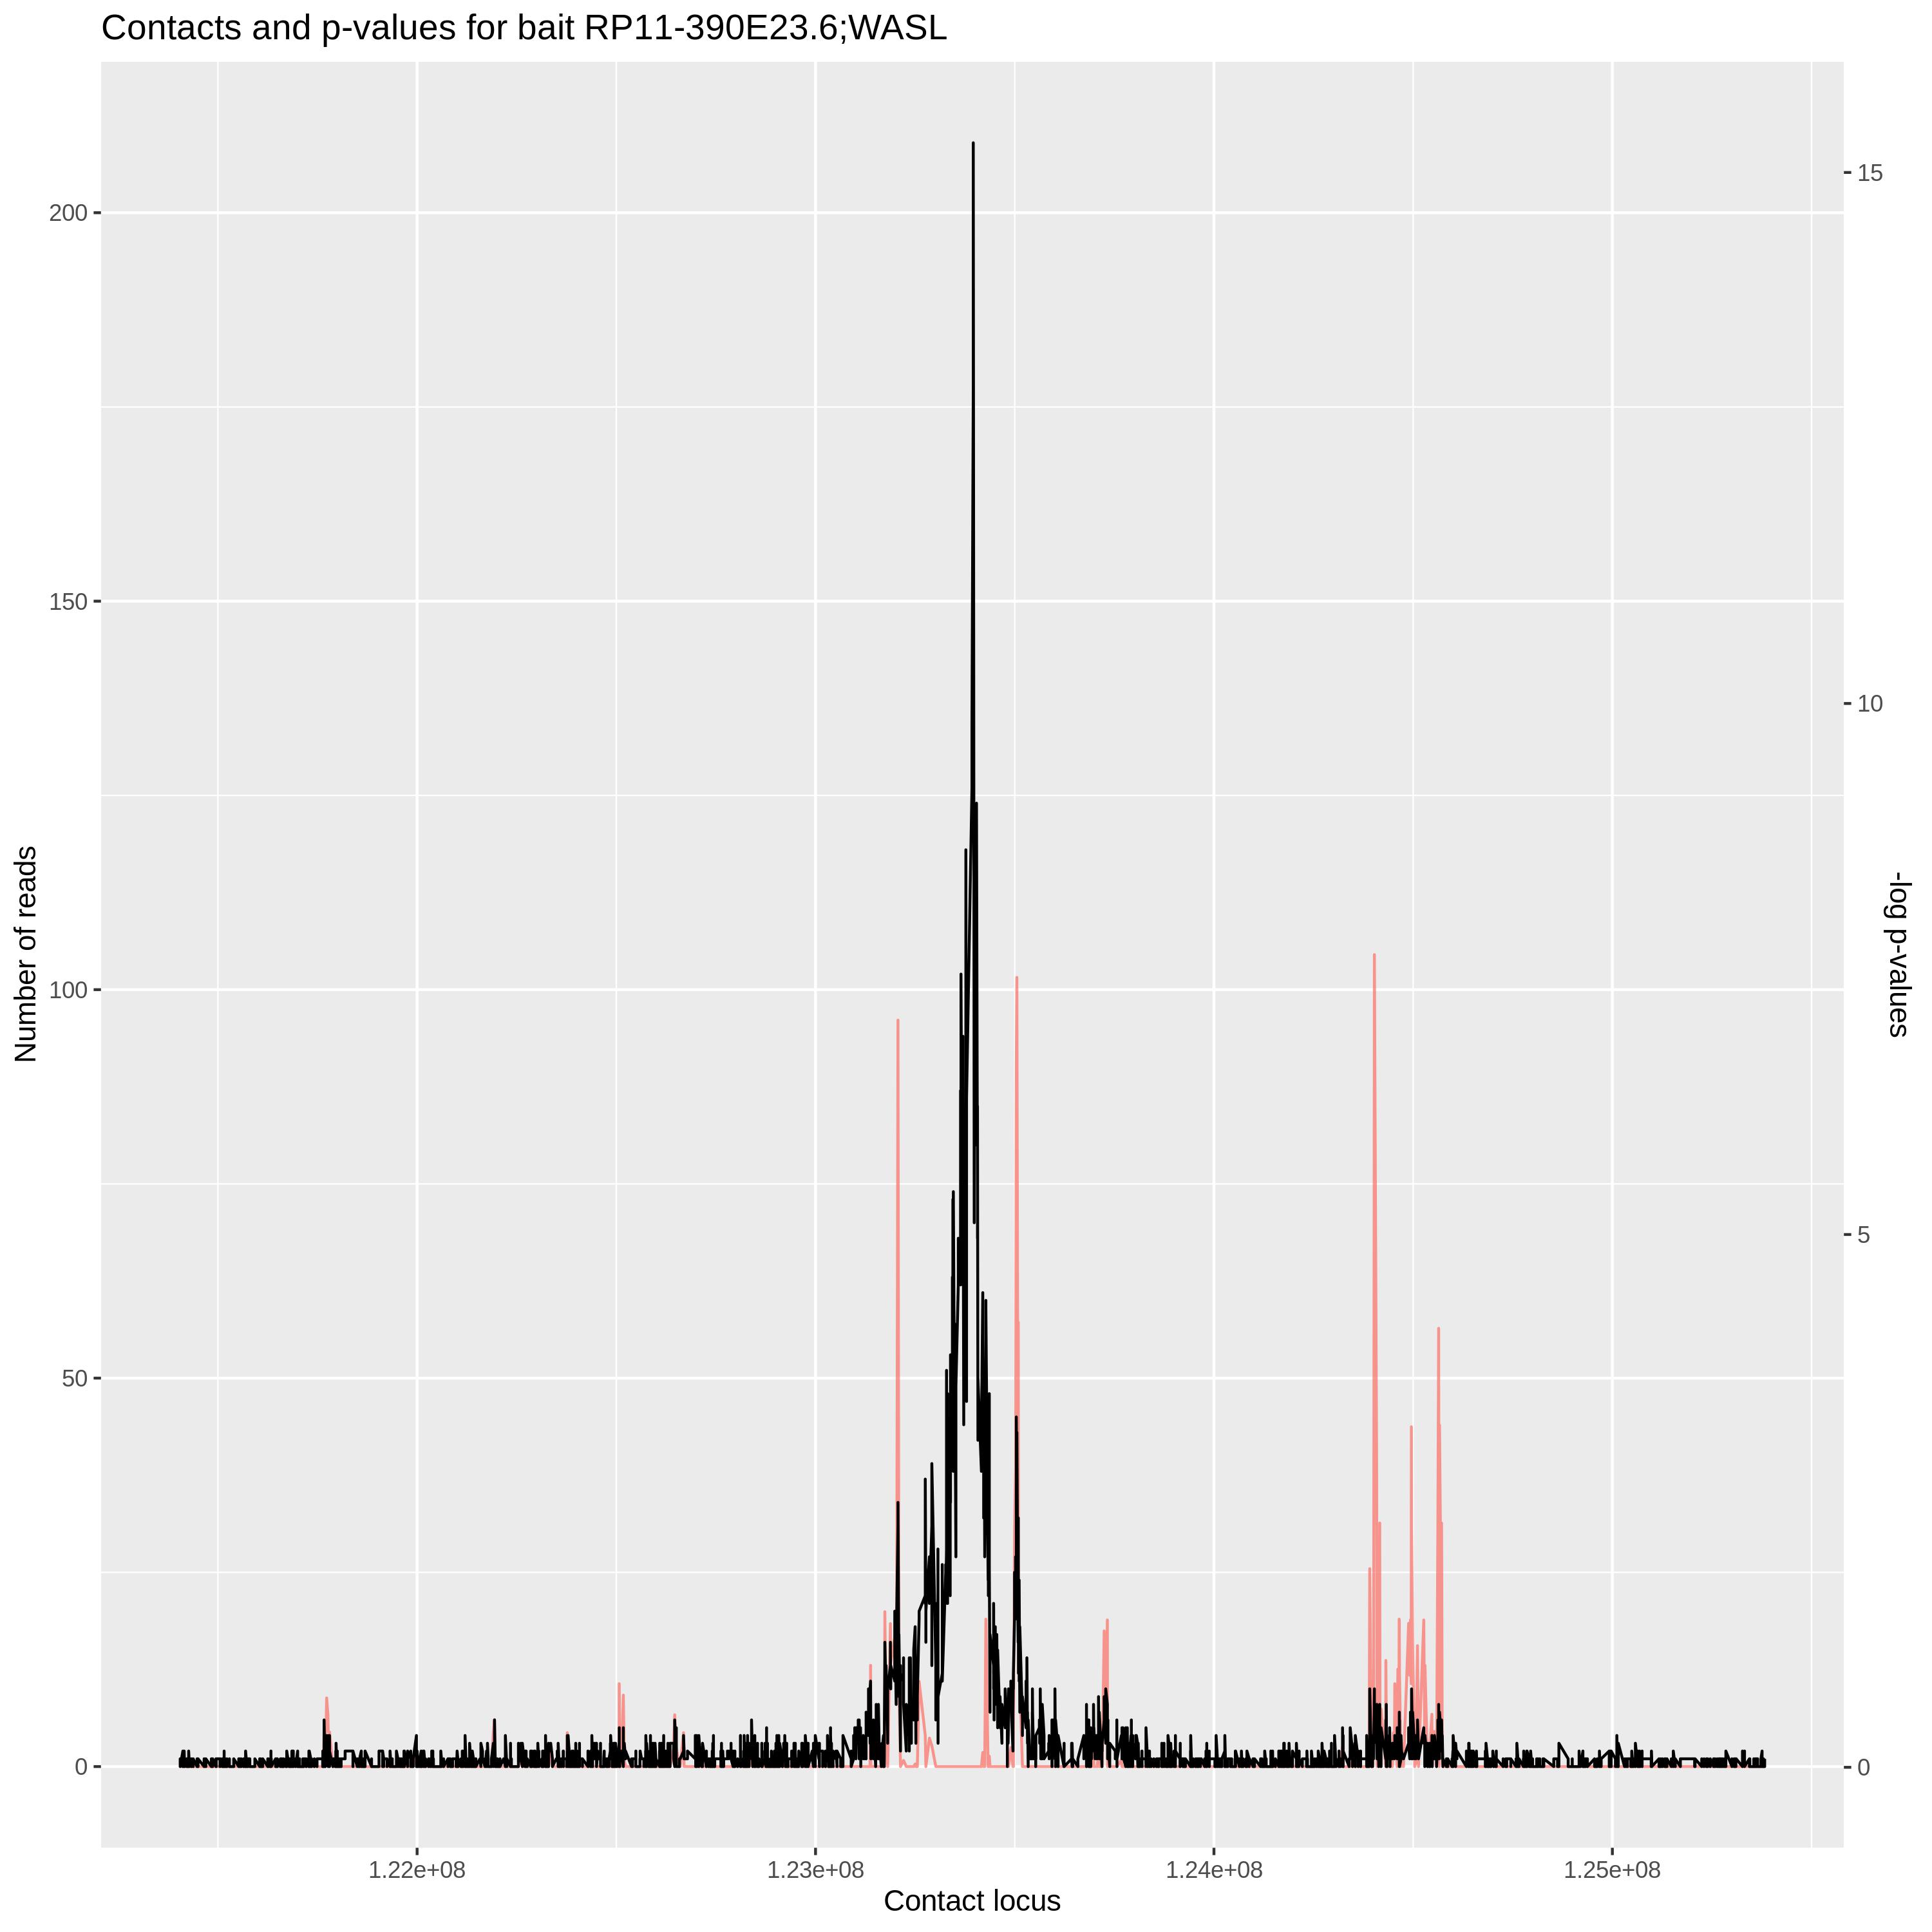 Contacts and p-values for bait RP11-390E23.6;WASL
Number of reads
200
150
100
50
0
15
10
5
0
-log p-values
1.22e+08
1.23e+08
1.24e+08
1.25e+08
Contact locus